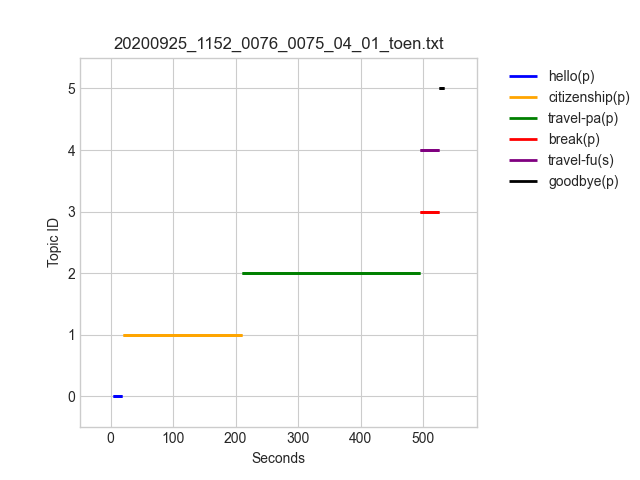 20200925_1152_0076_0075_04_01_toen.txt
hello(p)
citizenship(p)
travel-pa(p)
break(p)
travel-fu(s)
goodbye(p)
Topic ID
5
4
3
2
1
0
0 100 200 300 400 500
Seconds